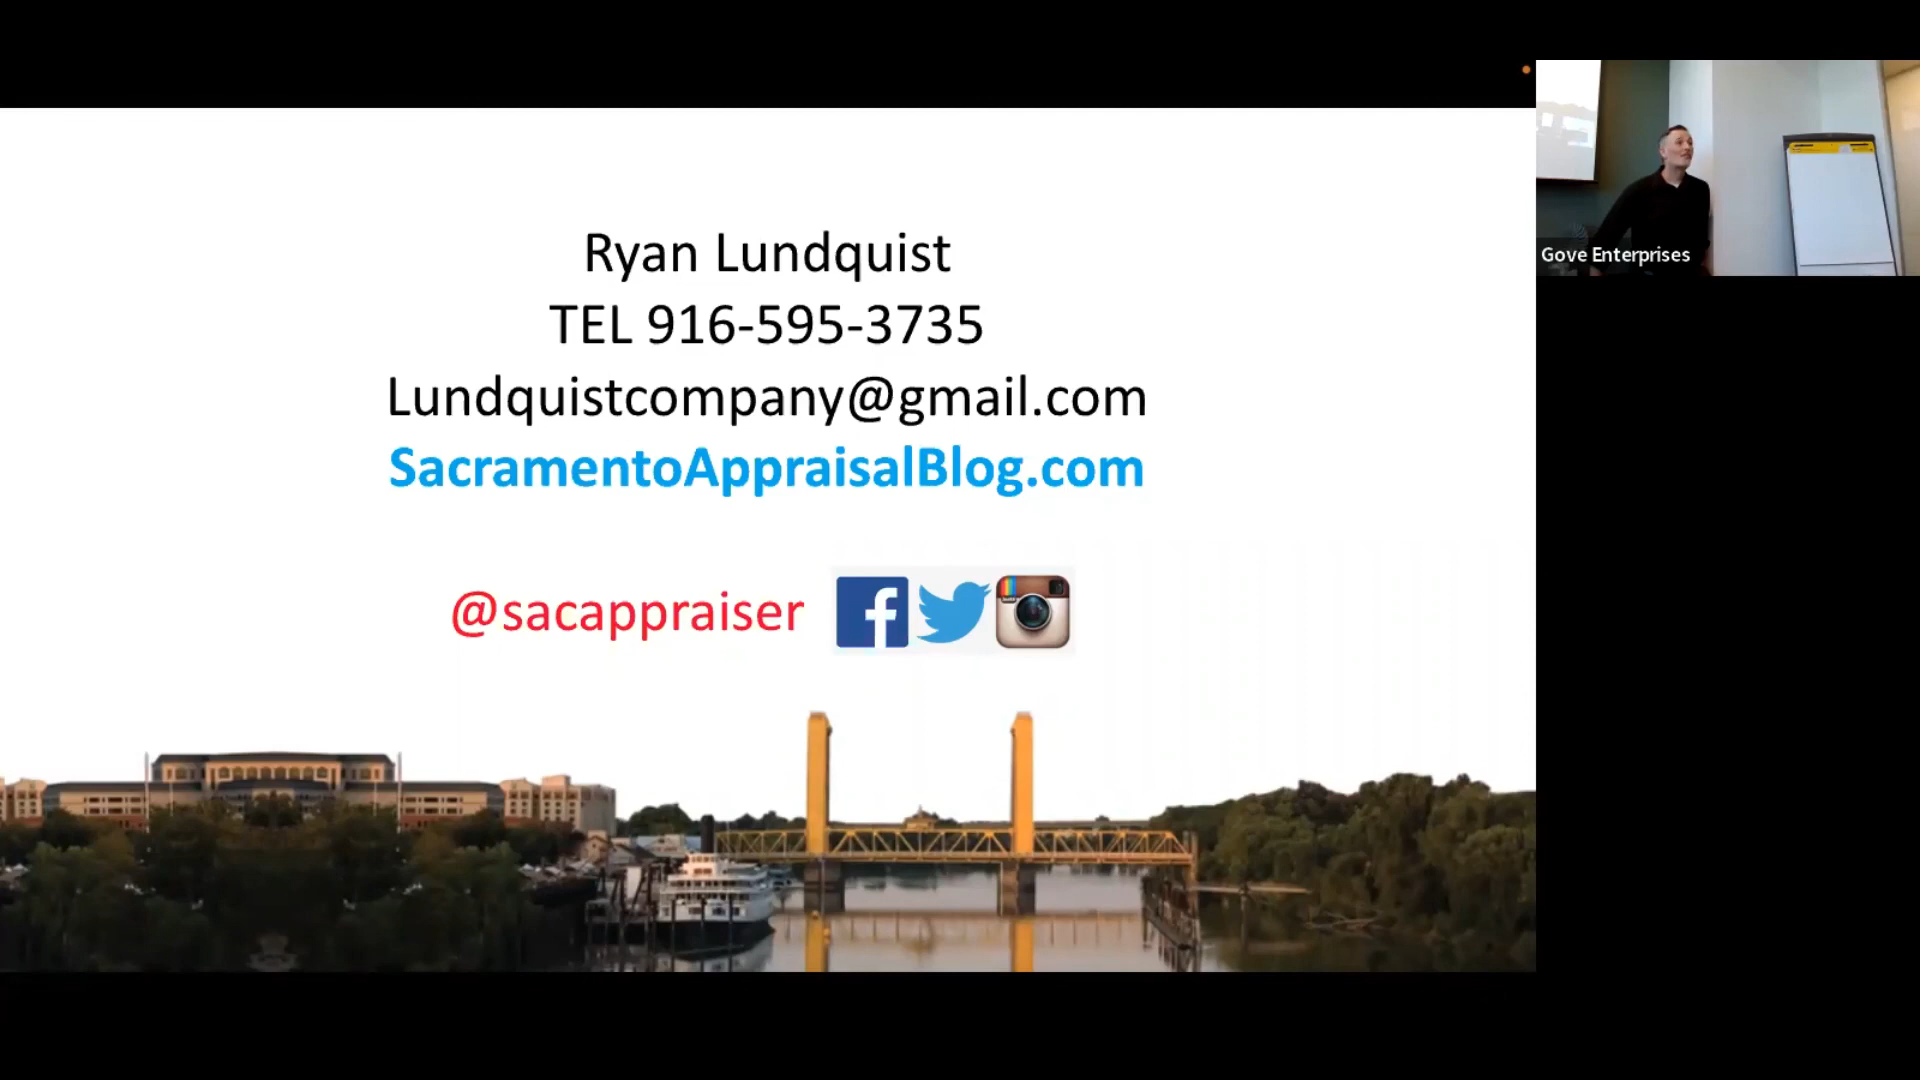 Ryan Lundquist
TEL 916-595-3735
Lundquistcompany@gmail.com
SacramentoAppraisalBlog.com
@sacappraiser
Gove Enterprises